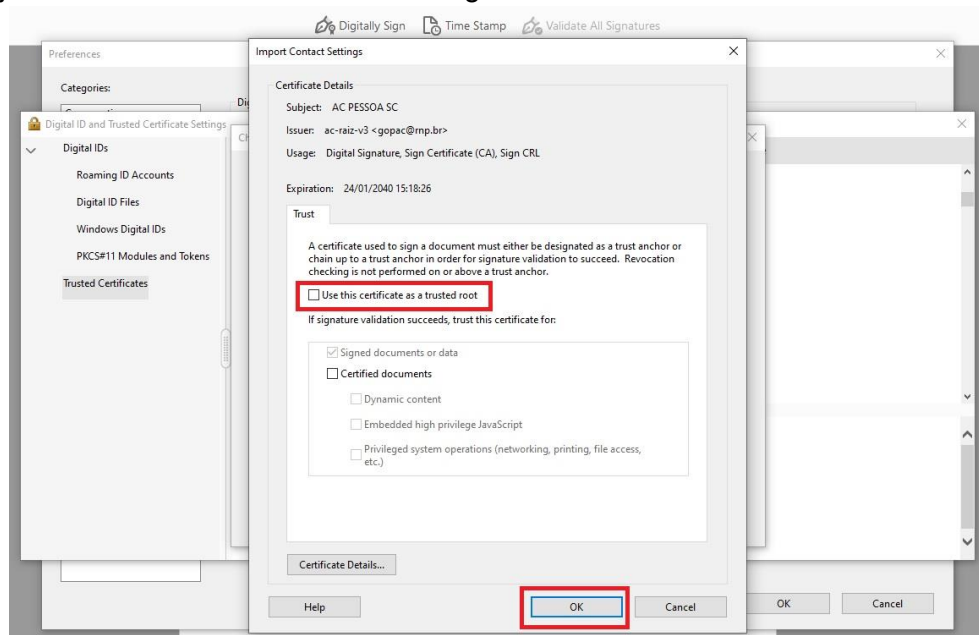 Digitally Sign Time Stamp Validate All Signatures
Preferences
Categories:
Digital ID and Trusted Certificate Settings
Digital IDs
Roaming ID Accounts
Digital ID Files
Windows Digital IDs
PKCS#11 Modules and Tokens
Trusted Certificates
Import Contact Settings
Certificate Details
Subject: AC PESSOA SC
Issuer: ac-raiz-v3 <gopac@rnp.br>
Usage: Digital Signature, Sign Certificate (CA), Sign CRL
Expiration: 24/01/2040 15:18:26
Trust
A certificate used to sign a document must either be designated as a trust anchor or
chain up to a trust anchor in order for signature validation to succeed. Revocation
checking is not performed on or above a trust anchor.
Use this certificate as a trusted root
If signature validation succeeds, trust this certificate for:
Signed documents or data
Certified documents
Dynamic content
Embedded high privilege JavaScript
Privileged system operations (networking, printing, file access,
etc.)
Certificate Details...
Help OK Cancel
OK Cancel